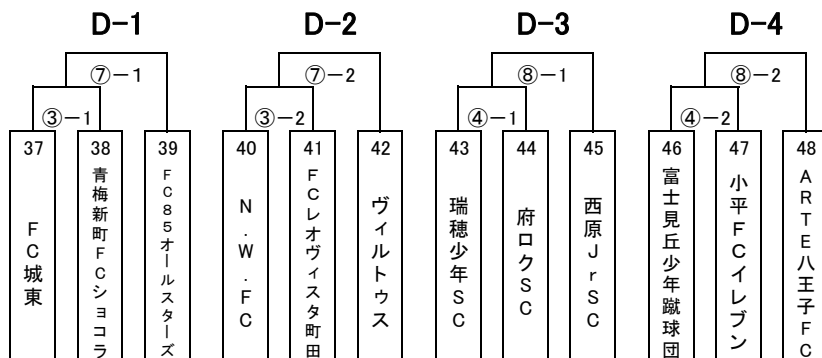 D-1
D-2
D-3
D-4
⑦-1
⑦-2
⑧-1
⑧-2
③-1
③-2
④-1
④-2
37
38
39
40
41
42
43
44
45
46
47
48
FC城東
青梅新町FCショコラ
FC85オールスターズ
N.W.FC
FCレオヴィスタ町田
ヴィルトゥス
瑞穂少年SC
府ロクSC
西原JrSC
富士見丘少年蹴球団
小平FCイレブン
ARTE八王子FC